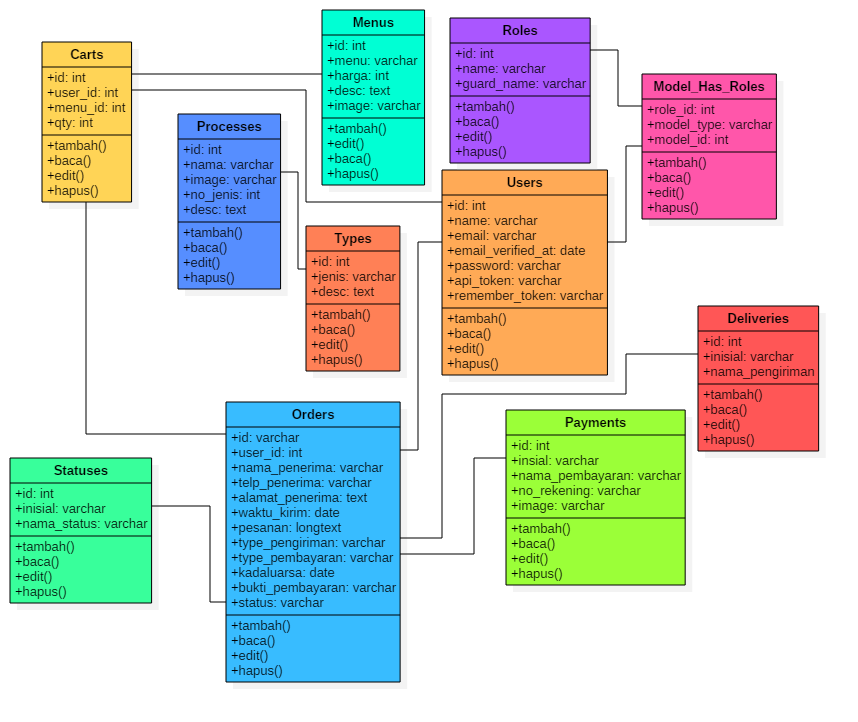 Menus
+id: int
+menu: varchar
+harga: int
+desc: text
+image: varchar
+tambah()
+edit()
+baca()
+hapus()
Roles
+id: int
+name: varchar
+guard_name: varchar
+tambah()
+baca()
+edit()
+hapus()
Carts
+id: int
+user_id: int
+menu_id: int
+qty: int
+tambah()
+baca()
+edit()
+hapus()
Model_Has_Roles
+role_id: int
+model_type: varchar
+model_id: int
+tambah()
+baca()
+edit()
+hapus()
Processes
+id: int
+nama: varchar
+image: varchar
+no_jenis: int
+desc: text
+tambah()
+baca()
+edit()
+hapus()
Users
+id: int
+name: varchar
+email: varchar
+email_verified_at: date
+password: varchar
+api_token: varchar
+remember_token: varchar
+tambah()
+baca()
+edit()
+hapus()
Types
+id: int
+jenis: varchar
+desc: text
+tambah()
+baca()
+edit()
+hapus()
Deliveries
+id: int
+inisial: varchar
+nama_pengiriman
+tambah()
+baca()
+edit()
+hapus()
Orders
+id: varchar
+user_id: int
+nama_penerima: varchar
+telp_penerima: varchar
+alamat_penerima: text
+waktu_kirim: date
+pesanan: longtext
+type_pengiriman: varchar
+type_pembayaran: varchar
+kadaluarsa: date
+bukti_pembayaran: varchar
+status: varchar
+tambah()
+baca()
+edit()
+hapus()
Payments
+id: int
+insial: varchar
+nama_pembayaran: varchar
+no_rekening: varchar
+image: varchar
+tambah()
+baca()
+edit()
+hapus()
Statuses
+id: int
+inisial: varchar
+nama_status: varchar
+tambah()
+baca()
+edit()
+hapus()